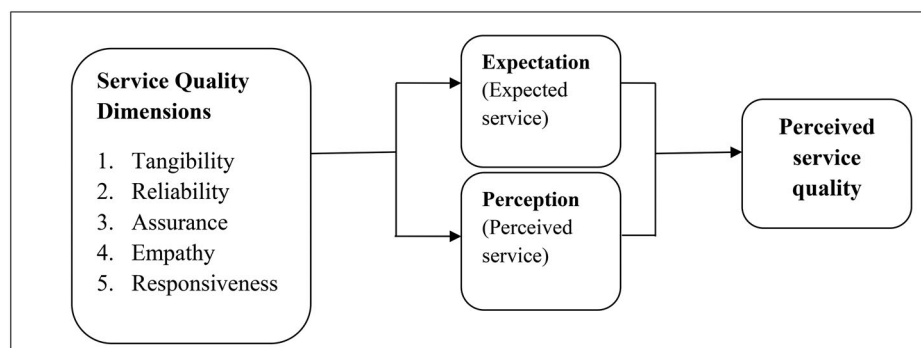 Service Quality
Dimensions
1. Tangibility
2. Reliability
3. Assurance
4. Empathy
5. Responsiveness
Expectation
(Expected
service)
Perception
(Perceived
service)
Perceived
service
quality